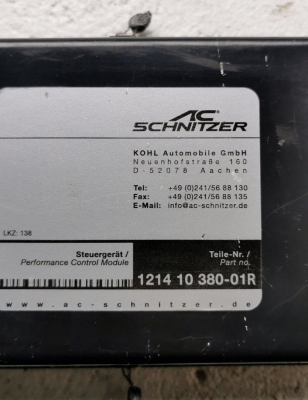 AC
SCHNITZER
KOHL Automobile GmbH
Neuenhofstraße 160
D-52078 Aachen
Tel: +49 (0)241/56 88 130
Fax: +49 (0)241/56 88 135
E-Mail: info@ac-schnitzer.de
LKZ: 138
Steuergerät / Teile-Nr. /
Performance Control Module Part no.
1214 10 380-01R
www.ac-schnitzer.de